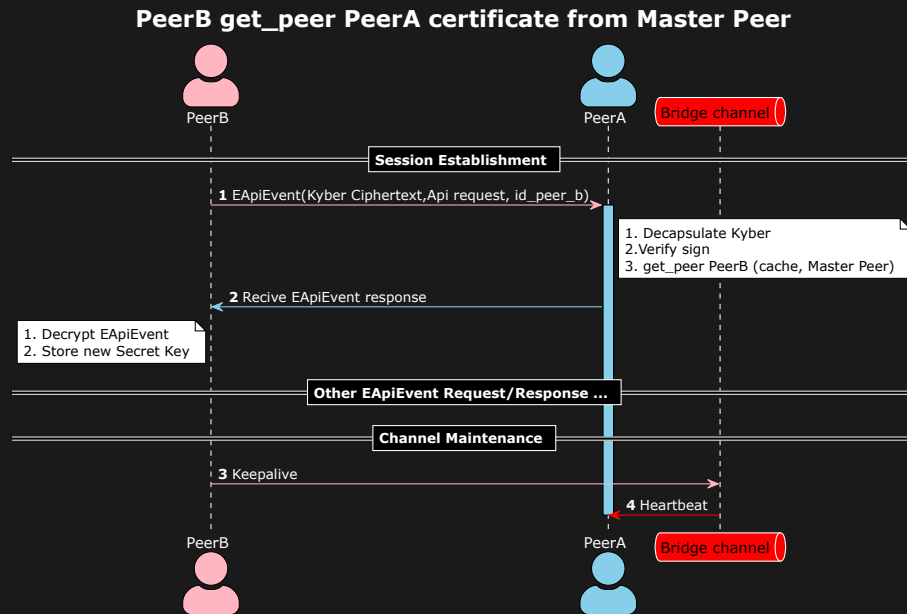 PeerB get_peer PeerA certificate from Master Peer
PeerB
PeerA
Bridge channel
Session Establishment
1 EApiEvent(Kyber Ciphertext,Api request, id_peer_b)
1. Decapsulate Kyber
2.Verify sign
3. get_peer PeerB (cache, Master Peer)
2 Recive EApiEvent response
1. Decrypt EApiEvent
2. Store new Secret Key
Other EApiEvent Request/Response ...
Channel Maintenance
3 Keepalive
4 Heartbeat
PeerB
PeerA
Bridge channel